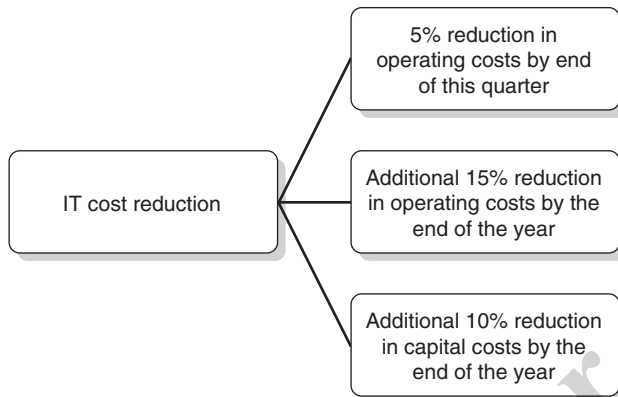 5% reduction in
operating costs by end
of this quarter
IT cost reduction
Additional 15% reduction
in operating costs by the
end of the year
Additional 10% reduction
in capital costs by the
end of the year
r